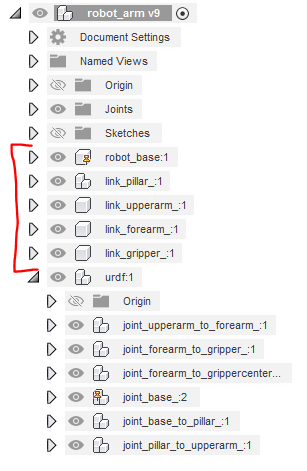 robot_arm v9
Document Settings
Named Views
Origin
Joints
Sketches
robot_base:1
link_pillar_:1
link_upperarm_:1
link_forearm_:1
link_gripper_:1
urdf:1
Origin
joint_upperarm_to_forearm_:1
joint_forearm_to_gripper_:1
joint_forearm_to_grippercenter...
joint_base_:2
joint_base_to_pillar_:1
joint_pillar_to_upperarm_:1